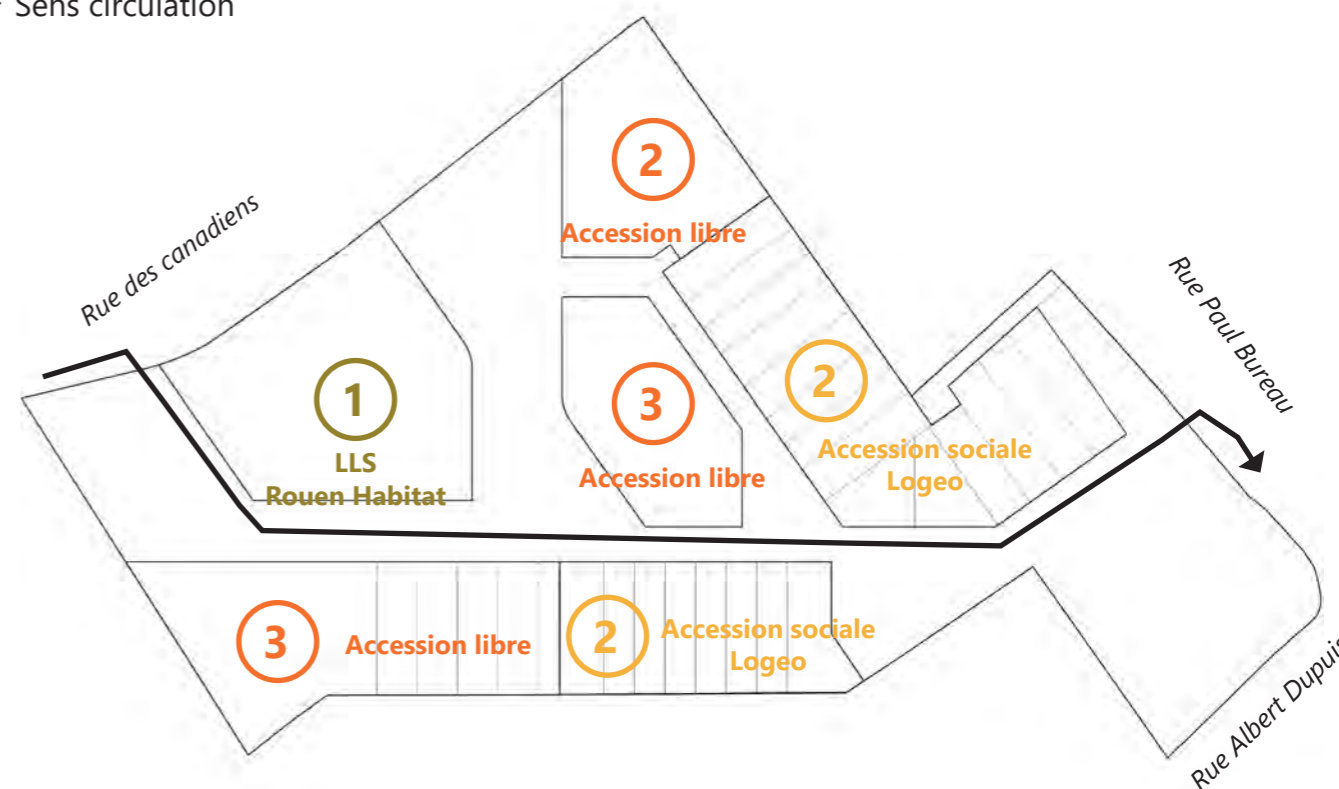 Sens circulation
Rue des canadiens
2
Accession libre
Rue Paul Bureau
1
LLS
Rouen Habitat
3
Accession libre
2
Accession sociale
Logeo
3
Accession libre
2
Accession sociale
Logeo
Rue Albert Dupuis